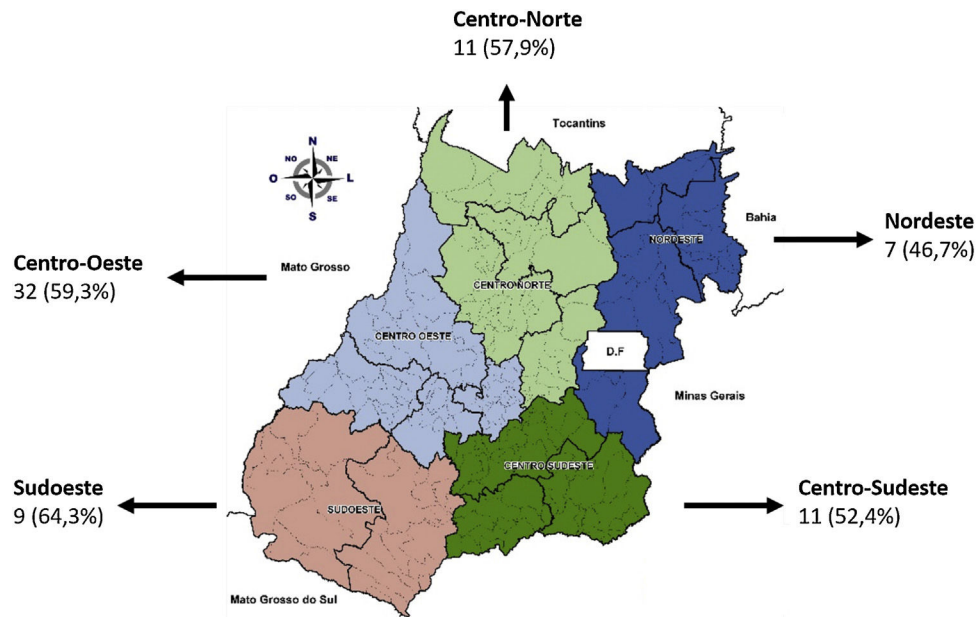 Centro-Norte
11 (57,9%)
Tocantins
N
NO
NE
O
L
SO
SE
S
Bahia
NORDESTE
Nordeste
7 (46,7%)
Centro-Oeste
32 (59,3%)
Mato Grosso
CENTRO NORTE
CENTRO OESTE
D.F
Minas Gerais
CENTRO SUDESTE
Sudoeste
9 (64,3%)
SUDOESTE
Centro-Sudeste
11 (52,4%)
Mato Grosso do Sul